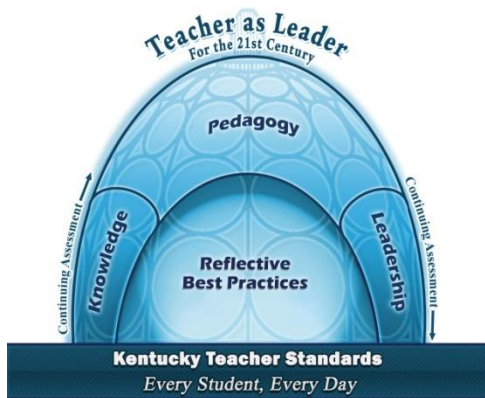 Teacher as Leader
For the 21st Century
Pedagogy
Continuing Assessment
Knowledge
Reflective
Best Practices
Leadership
Continuing Assessment
Kentucky Teacher Standards
Every Student, Every Day